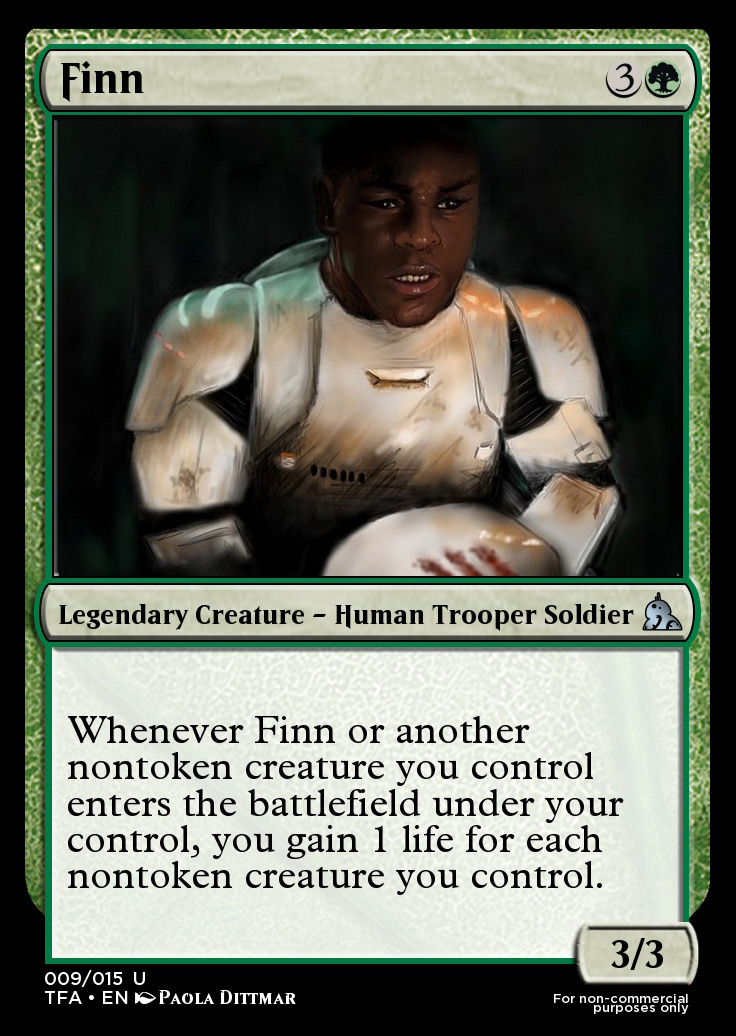 Finn
3
Legendary Creature – Human Trooper Soldier
Whenever Finn or another
nontoken creature you control
enters the battlefield under your
control, you gain 1 life for each
nontoken creature you control.
3/3
009/015 U
TFA • EN Paola Dittmar
For non-commercial
purposes only